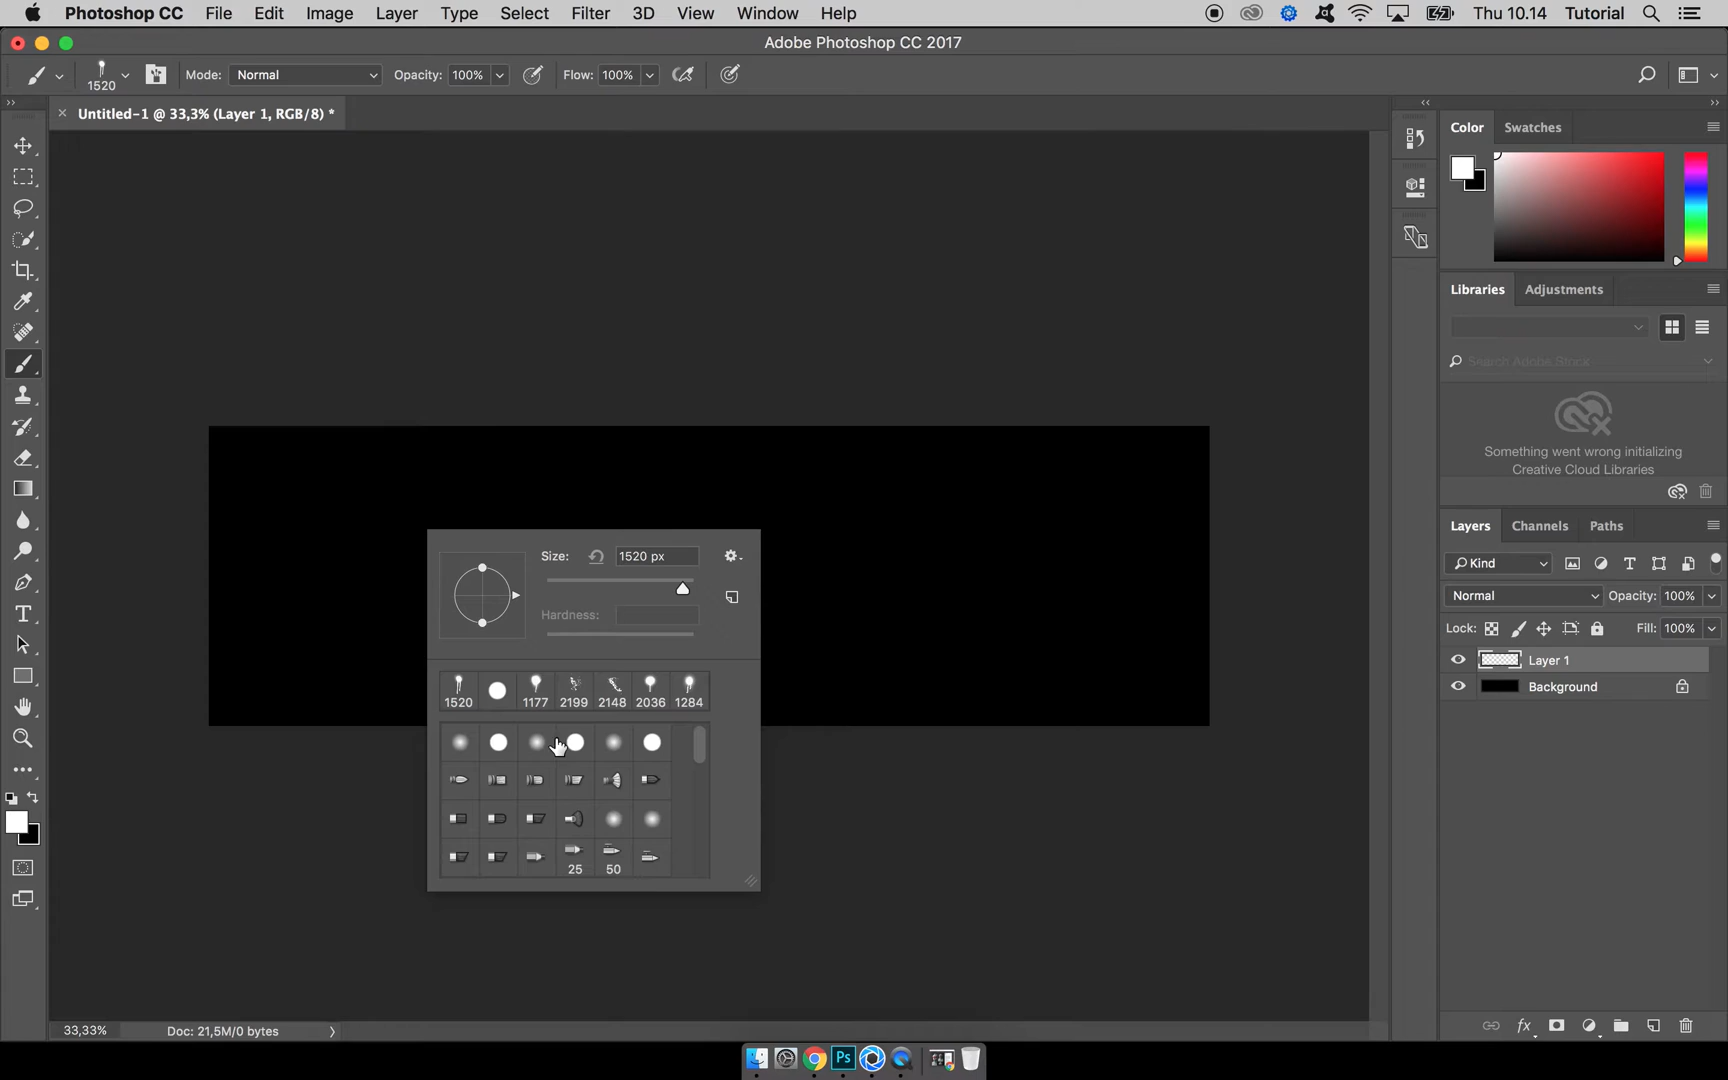 Photoshop CC File Edit Image Layer Type Select Filter 3D View Window Help Thu 10.14 Tutorial
Adobe Photoshop CC 2017
1520 Mode: Normal Opacity: 100% Flow: 100%
Untitled-1 @ 33,3% (Layer 1, RGB/8) *
Color Swatches
Libraries Adjustments
Search Adobe Stock
Something went wrong initializing
Creative Cloud Libraries
Layers Channels Paths
Kind
Normal Opacity: 100%
Lock: Fill: 100%
Layer 1
Background
Size: 1520 px
Hardness:
1520 1177 2199 2148 2036 1284
25 50
33,33% Doc: 21,5M/0 bytes
Ps